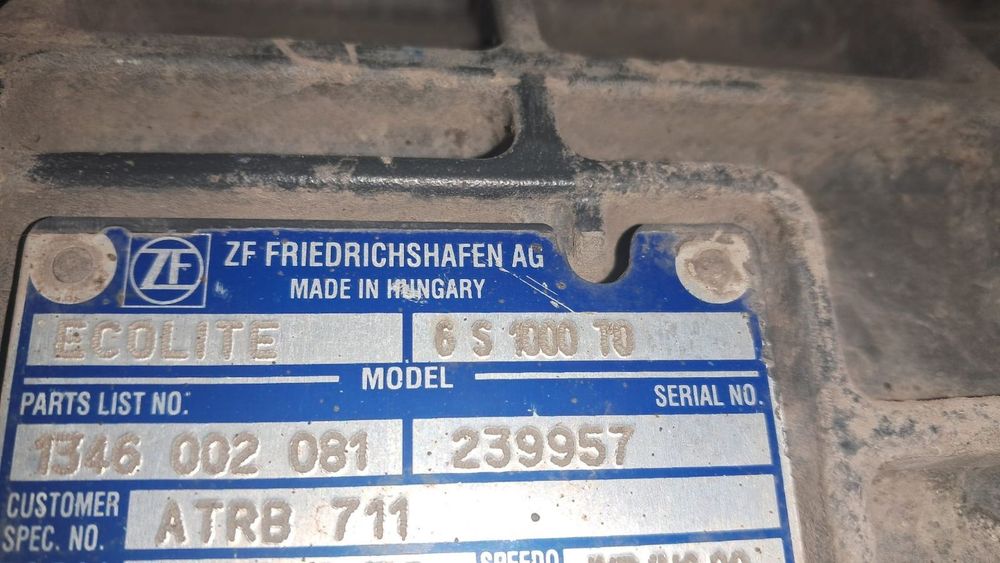 ZF ZF FRIEDRICHSHAFEN AG
MADE IN HUNGARY
ECOLITE 6 S 1000 TO
MODEL
PARTS LIST NO. SERIAL NO.
1346 002 081 239957
CUSTOMER SPEC. NO. ATRB 711
SPEEDO